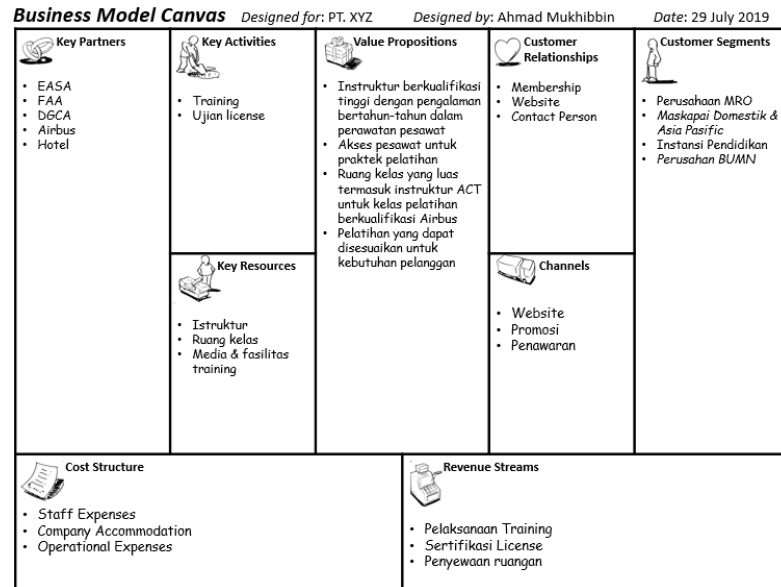 Business Model Canvas Designed for: PT. XYZ Designed by: Ahmad Mukhibbin Date: 29 July 2019
Key Partners
• EASA
• FAA
• DGCA
• Airbus
• Hotel
Key Activities
• Training
• Ujian license
Key Resources
• Istruktur
• Ruang kelas
• Media & fasilitas
training
Value Propositions
• Instruktur berkualifikasi
tinggi dengan pengalaman
bertahun-tahun dalam
perawatan pesawat
• Akses pesawat untuk
praktek pelatihan
• Ruang kelas yang luas
termasuk instruktur ACT
untuk kelas pelatihan
berkualifikasi Airbus
• Pelatihan yang dapat
disesuaikan untuk
kebutuhan pelanggan
Customer
Relationships
• Membership
• Website
• Contact Person
Channels
• Website
• Promosi
• Penawaran
Customer Segments
• Perusahaan MRO
• Maskapai Domestik &
Asia Pasific
• Instansi Pendidikan
• Perusahan BUMN
Cost Structure
• Staff Expenses
• Company Accommodation
• Operational Expenses
Revenue Streams
• Pelaksanaan Training
• Sertifikasi License
• Penyewaan ruangan